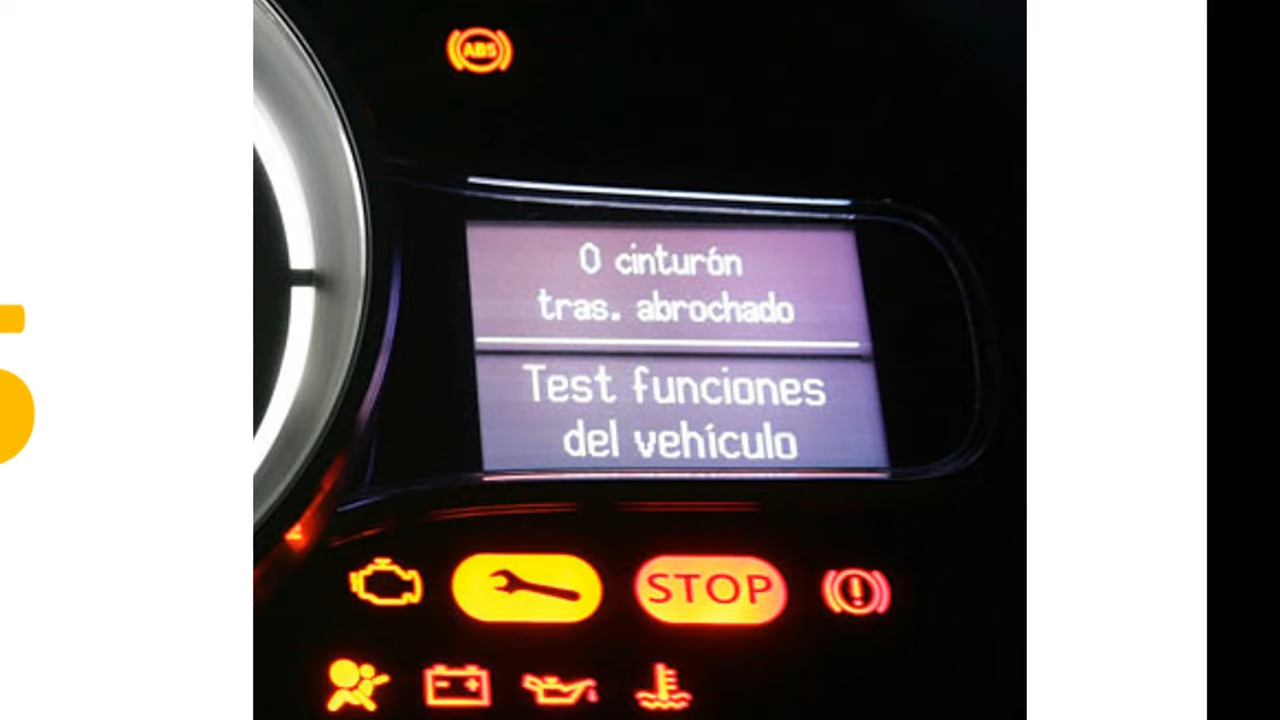 ABS
0 cinturón
tras. abrochado
Test funciones
del vehículo
STOP